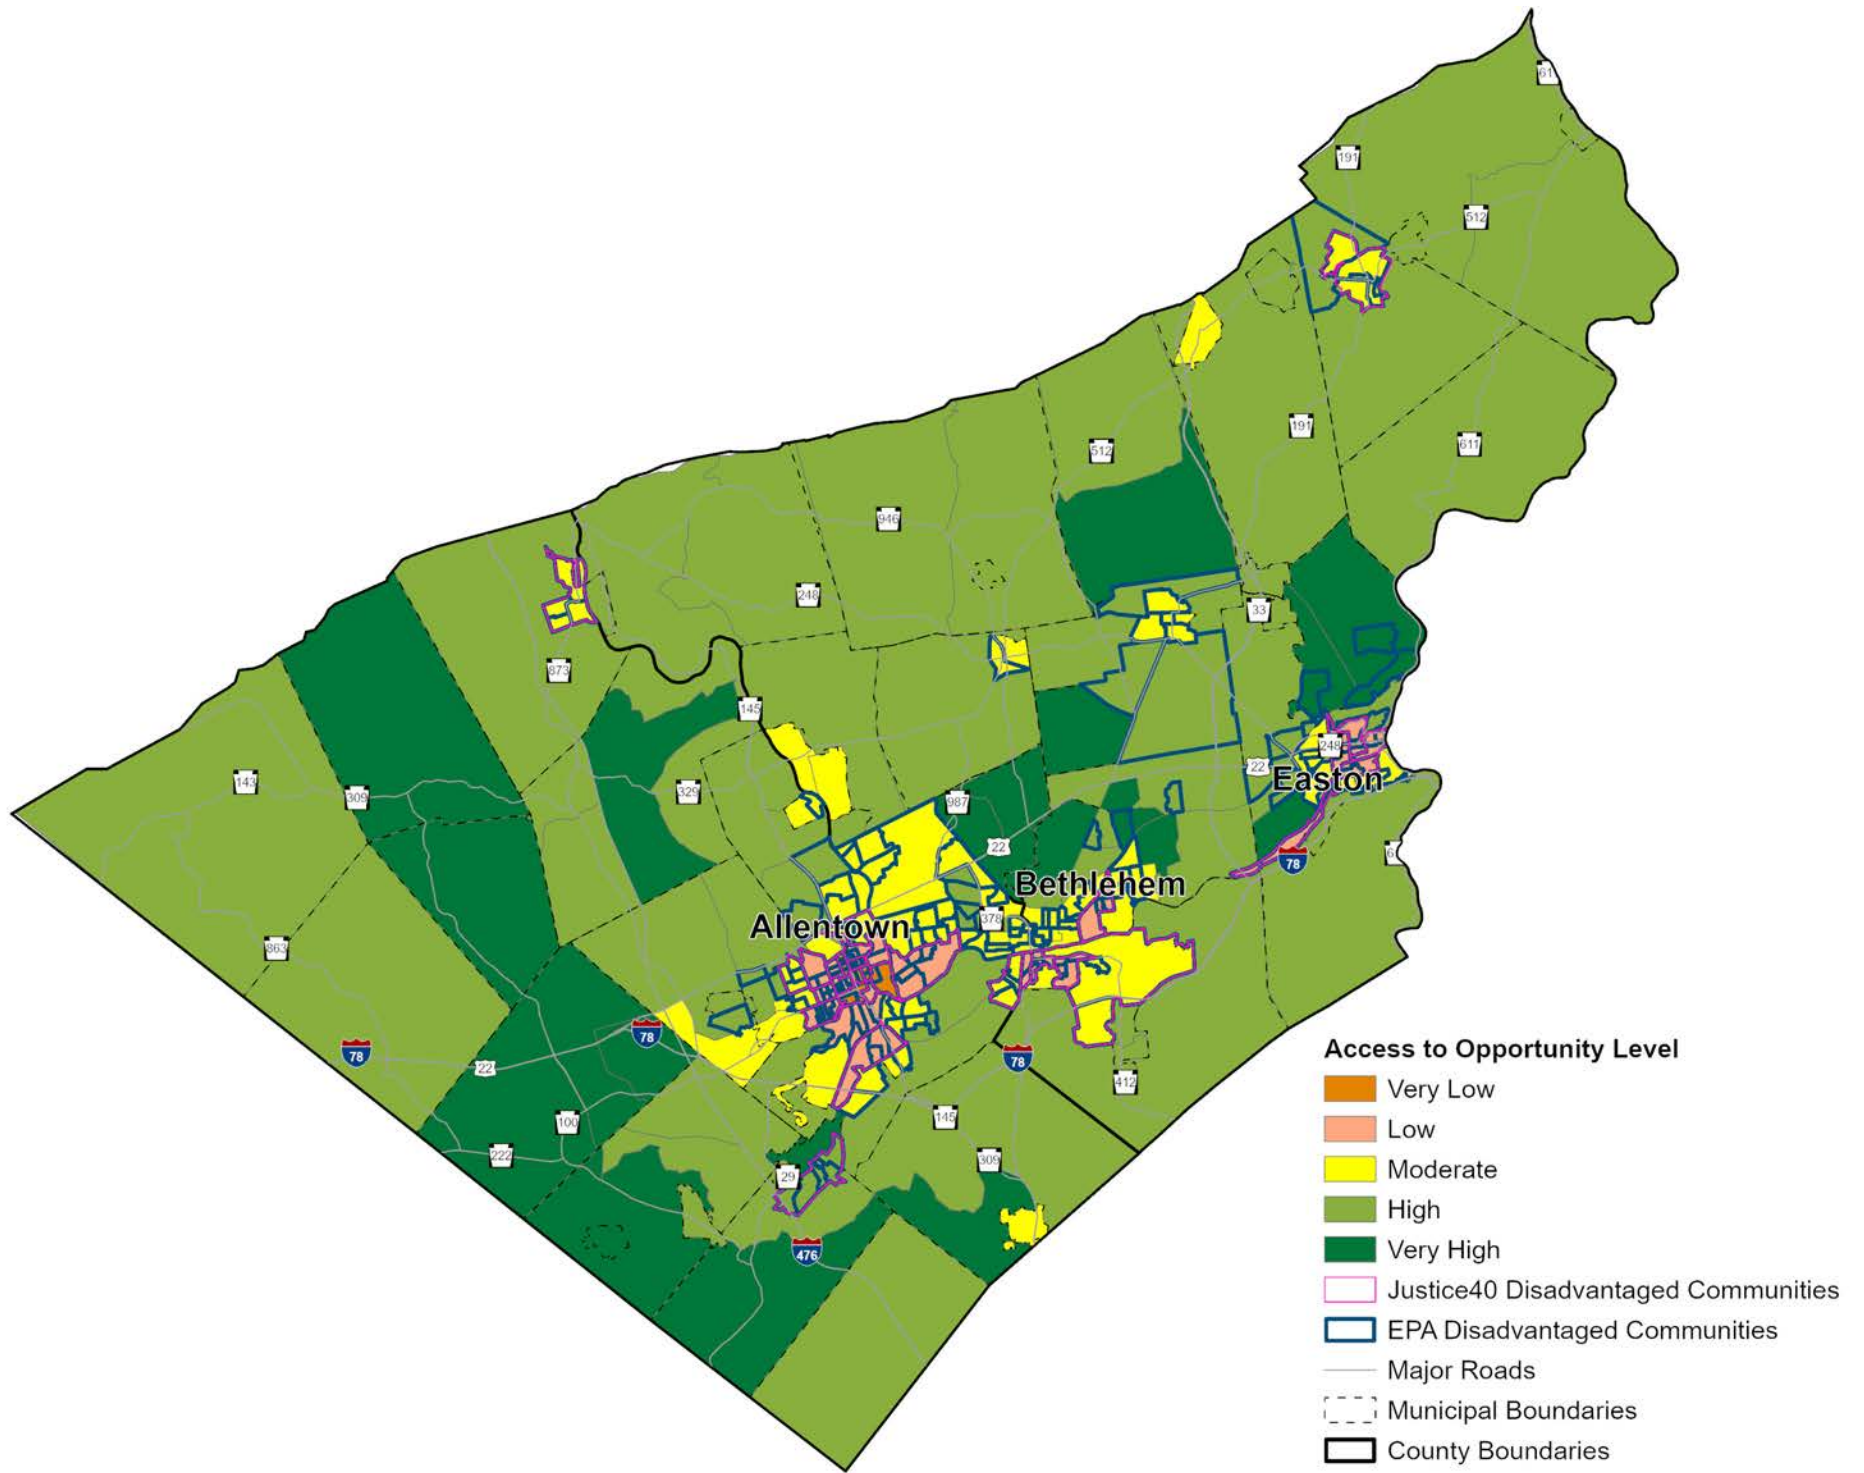 61
191
512
191
512
611
946
248
33
873
145
248
143
309
329
22
Easton
987
22
78
6
Bethlehem
378
Allentown
863
78
78
22
78
412
100
145
222
309
29
476
Access to Opportunity Level
Very Low
Low
Moderate
High
Very High
Justice40 Disadvantaged Communities
EPA Disadvantaged Communities
Major Roads
Municipal Boundaries
County Boundaries